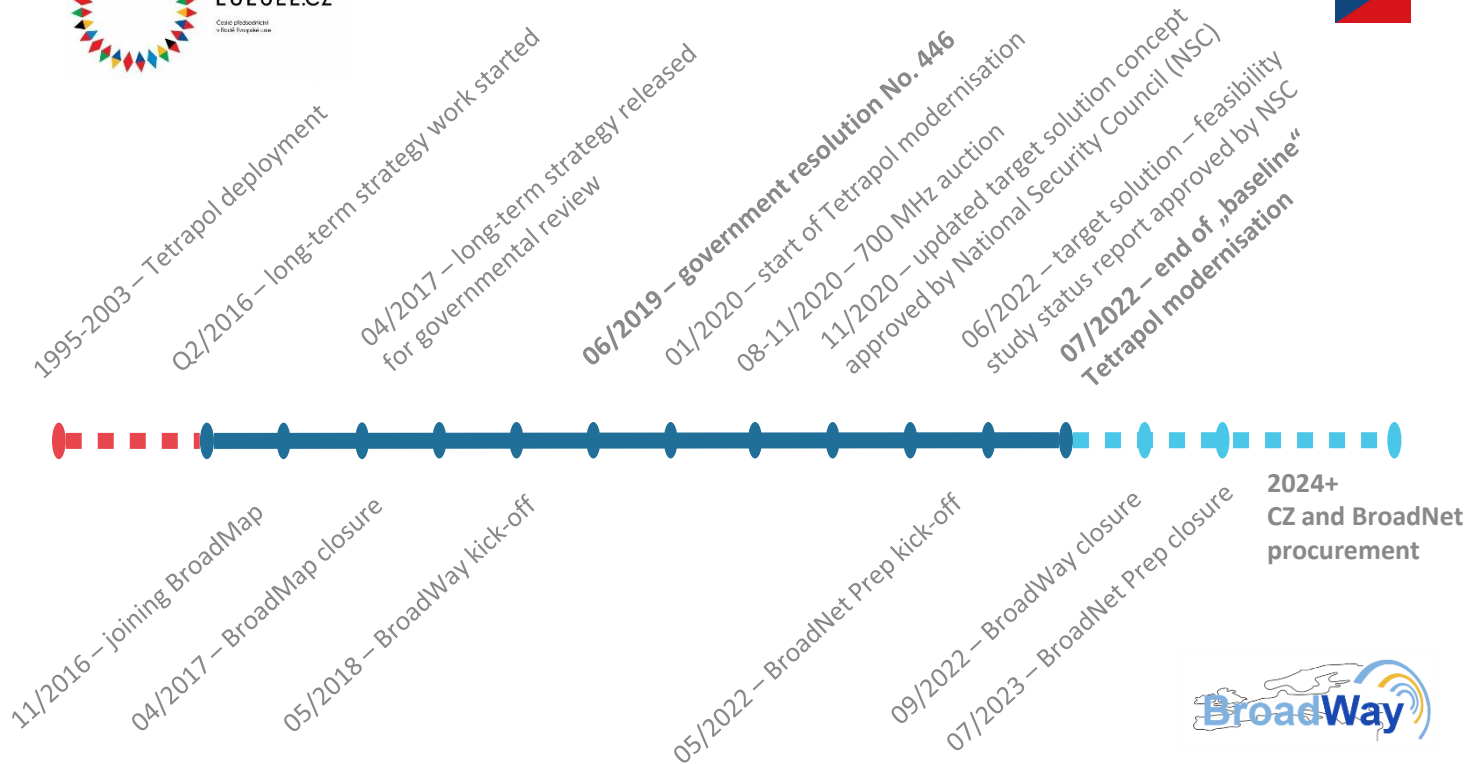 České předsednictví
v Radě Evropské unie
1995-2003 – Tetrapol deployment
Q2/2016 – long-term strategy work started
04/2017 – long-term strategy released
for governmental review
06/2019 – government resolution No. 446
01/2020 – start of Tetrapol modernisation
08-11/2020 – 700 MHz auction
11/2020 – updated target solution concept
approved by National Security Council (NSC)
06/2022 – target solution – feasibility
study status report approved by NSC
07/2022 – end of „baseline“
Tetrapol modernisation
11/2016 – joining BroadMap
04/2017 – BroadMap closure
05/2018 – BroadWay kick-off
05/2022 – BroadNet Prep kick-off
09/2022 – BroadWay closure
07/2023 – BroadNet Prep closure
2024+
CZ and BroadNet
procurement
BroadWay